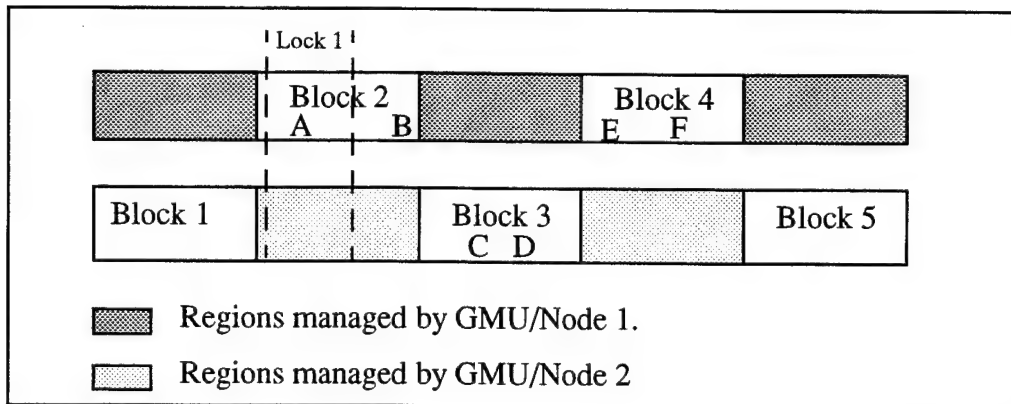 Lock 1
Block 2
Block 4
A B E F
Block 1
Block 3
Block 5
C D
Regions managed by GMU/Node 1.
Regions managed by GMU/Node 2